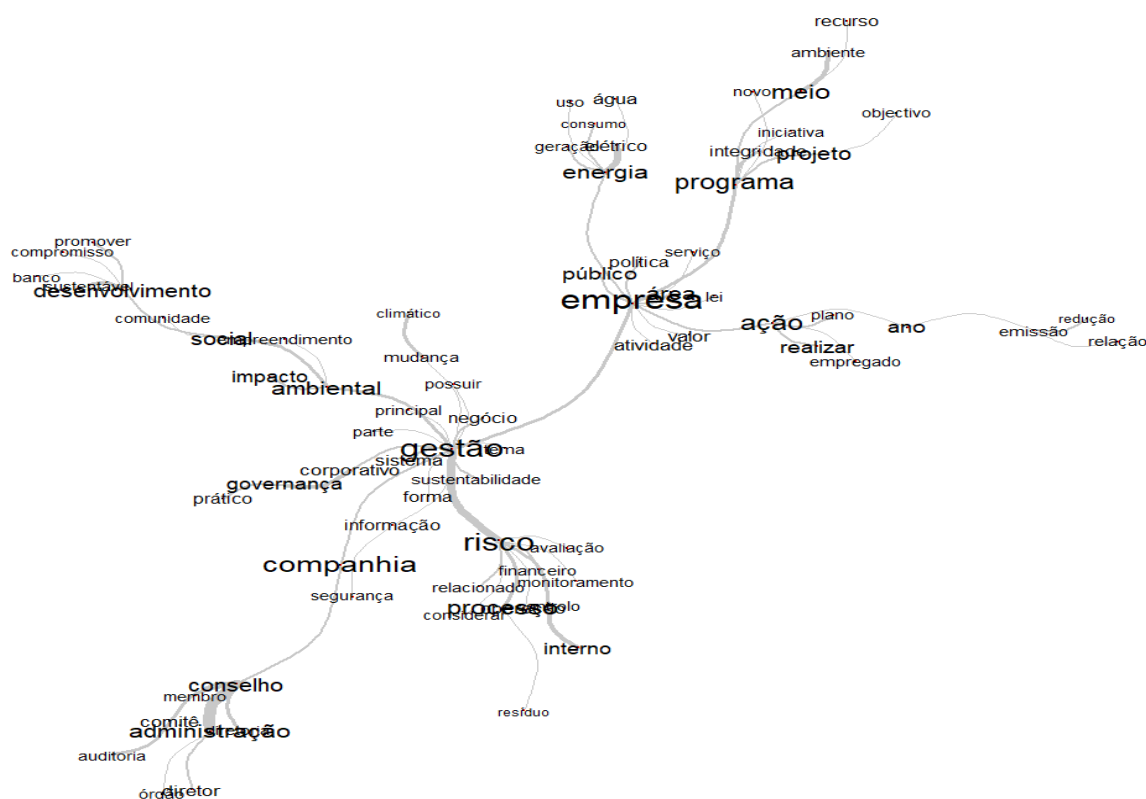 recurso
ambiente
novo
meio
uso
água
objectivo
consumo
iniciativa
geração
elétrico
integridade
projeto
energia
programa
promover
compromisso
política
serviço
banco
sustentável
público
desenvolvimento
empresa
área
lei
comunidade
climático
ação
plano
ano
redução
emissão
social
empreendimento
atividade
valor
realizar
relação
mudança
empregado
impacto
ambiental
possuir
principal
negócio
parte
gestão
tema
sistema
corporativo
governança
sustentabilidade
prático
forma
informação
risco
avaliação
companhia
financeiro
relacionado
monitoramento
segurança
processo
considerar
interno
conselho
membro
resíduo
comitê
administração
diretoria
auditoria
órgão
diretor